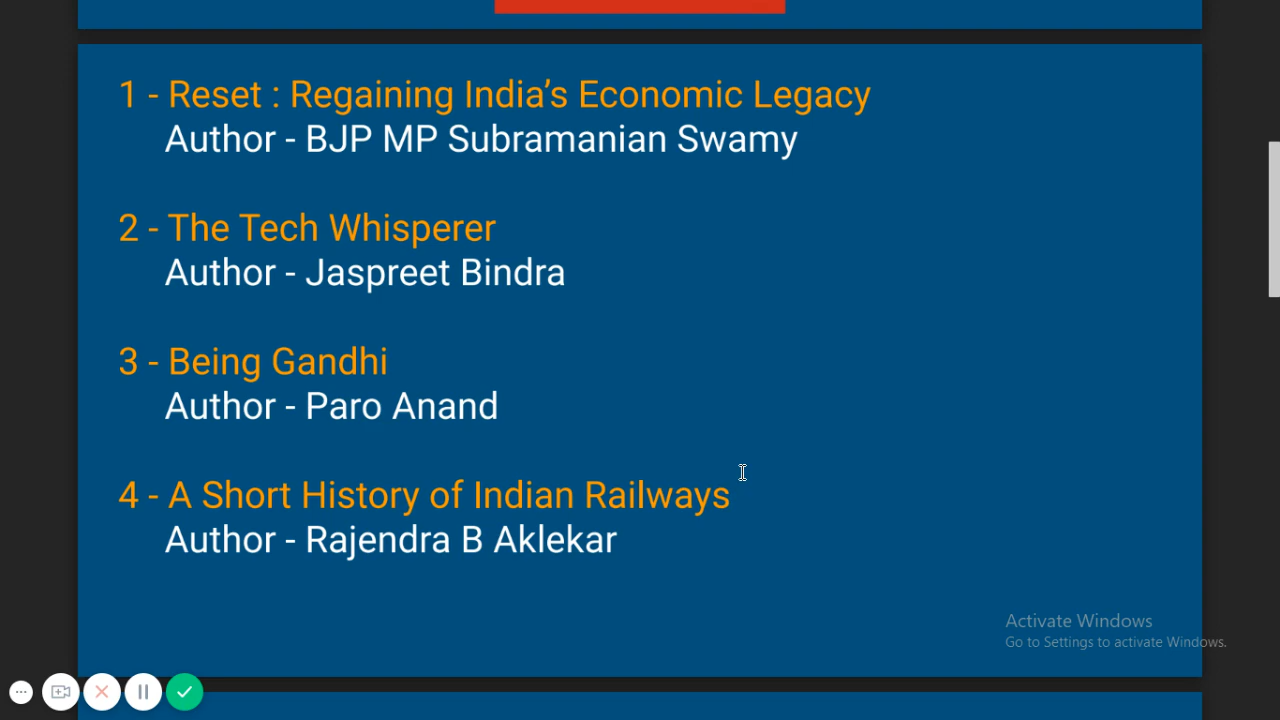 1 - Reset : Regaining India’s Economic Legacy
Author - BJP MP Subramanian Swamy
2 - The Tech Whisperer
Author - Jaspreet Bindra
3 - Being Gandhi
Author - Paro Anand
4 - A Short History of Indian Railways
Author - Rajendra B Aklekar
Activate Windows
Go to Settings to activate Windows.